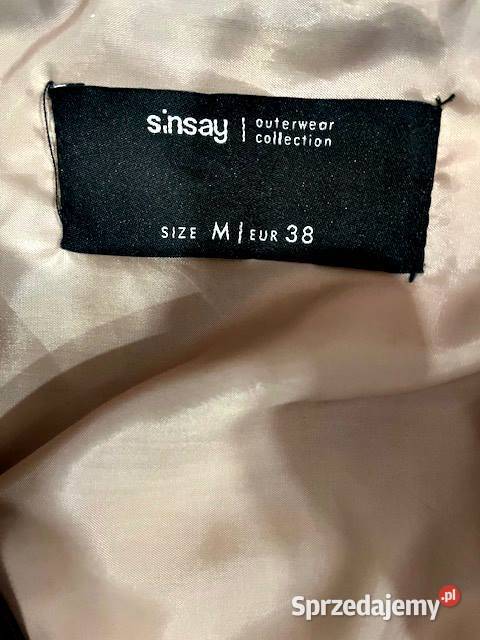 sinsay | outerwear
collection
SIZE M | EUR 38
Sprzedajemy.pl